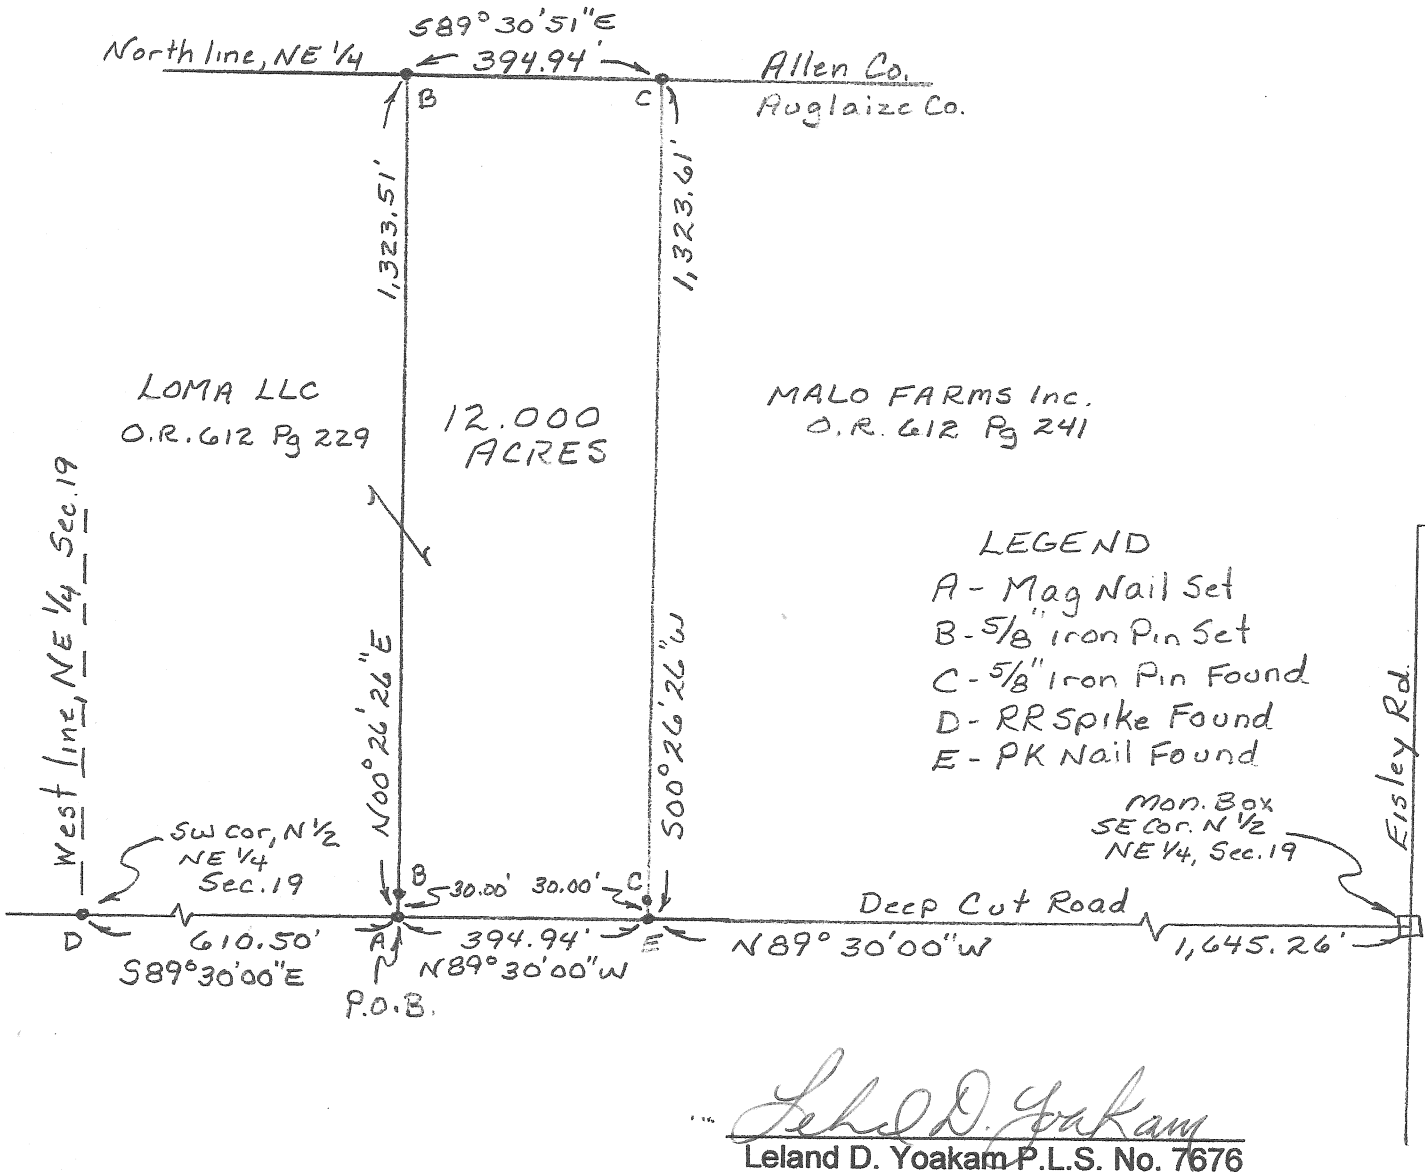 S89°30'51"E
North line, NE 1/4
394.94'
Allen Co.
Auglaize Co.
B
C
1,323.51'
1,323.61'
LOMA LLC
O.R. 612 Pg 229
12.000
ACRES
MALO FARMS Inc.
O.R. 612 Pg 241
West line, NE 1/4 Sec. 19
N00°26'26"E
S00°26'26"W
LEGEND
A - Mag Nail Set
B - 5/8" Iron Pin Set
C - 5/8" Iron Pin Found
D - RR Spike Found
E - PK Nail Found
Eisley Rd.
Mon. Box
SE Cor. N 1/2
NE 1/4, Sec. 19
SW cor, N 1/2
NE 1/4
Sec. 19
B
30.00'
30.00'
C
Deep Cut Road
D
610.50'
A
394.94'
E
N89°30'00"W
1,645.26'
S89°30'00"E
N89°30'00"W
P.O.B.
Leland D. Yoakam
Leland D. Yoakam P.L.S. No. 7676